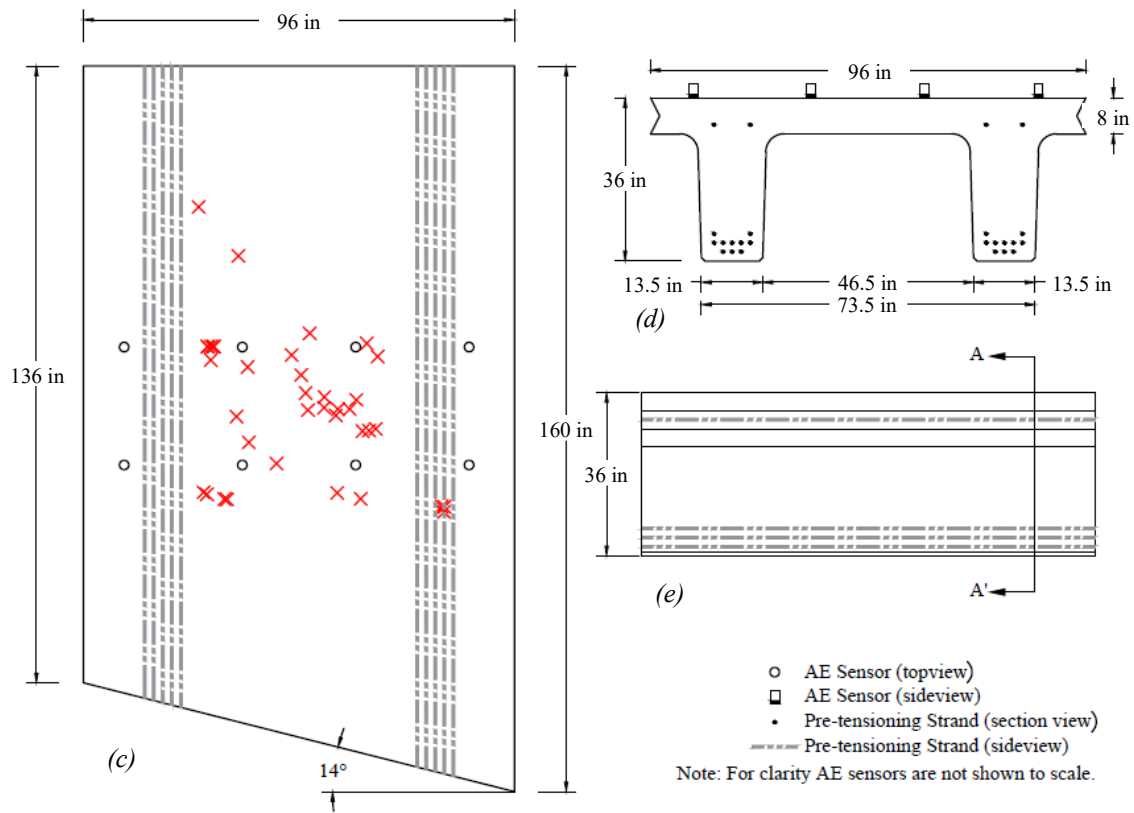 96 in
136 in
160 in
14°
(c)
96 in
8 in
36 in
13.5 in
46.5 in
13.5 in
73.5 in
(d)
A
36 in
A'
(e)
AE Sensor (topview)
AE Sensor (sideview)
Pre-tensioning Strand (section view)
Pre-tensioning Strand (sideview)
Note: For clarity AE sensors are not shown to scale.